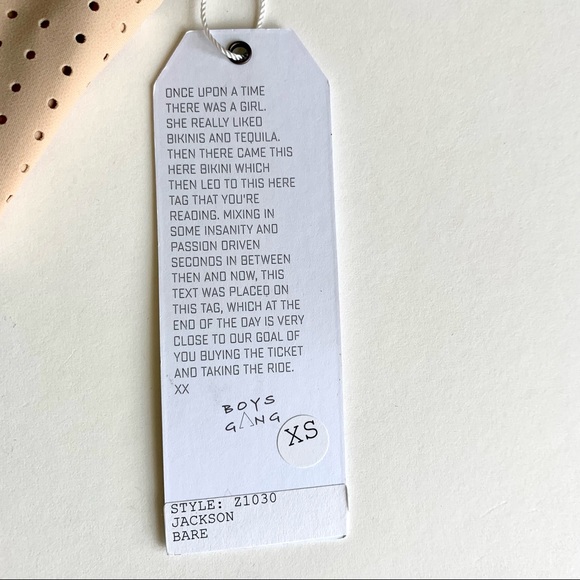 ONCE UPON A TIME
THERE WAS A GIRL.
SHE REALLY LIKED
BIKINIS AND TEQUILA.
THEN THERE CAME THIS
HERE BIKINI WHICH
THEN LED TO THIS HERE
TAG THAT YOU'RE
READING. MIXING IN
SOME INSANITY AND
PASSION DRIVEN
SECONDS IN BETWEEN
THEN AND NOW, THIS
TEXT WAS PLACED ON
THIS TAG, WHICH AT THE
END OF THE DAY IS VERY
CLOSE TO OUR GOAL OF
YOU BUYING THE TICKET
AND TAKING THE RIDE.
XX
BOYS
GANG
XS
STYLE: Z1030
JACKSON
BARE